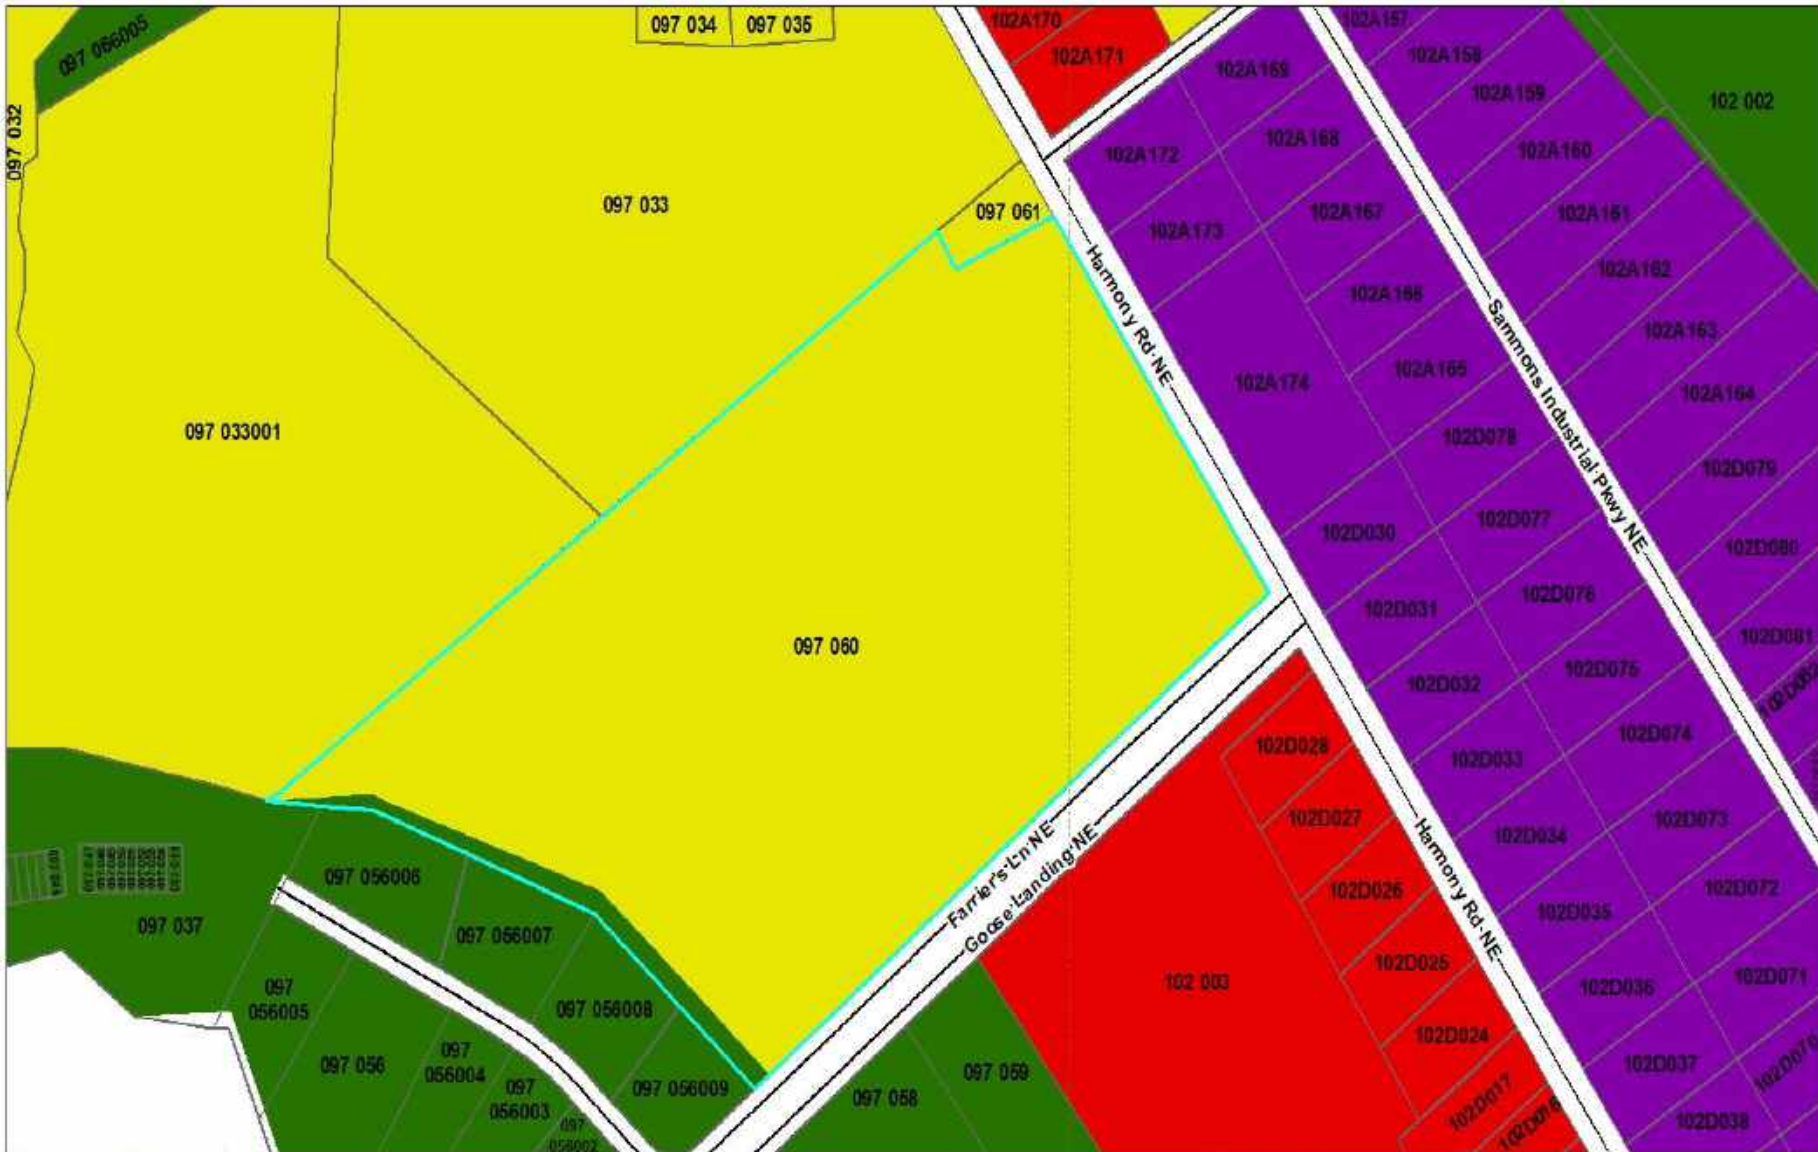 097 066005
097 034
097 035
102A170
102A171
102A157
102A158
102A159
102A169
102 002
097 032
102A172
102A168
102A160
097 033
097 061
102A173
102A167
102A161
102A166
102A162
Harmony Rd NE
102A163
Sammons Industrial Pkwy NE
102A174
102A165
102A164
097 033001
102D078
102D079
102D030
102D077
102D080
102D031
102D076
102D081
097 060
102D032
102D075
102D074
102D028
102D033
102D027
102D034
102D073
Harmony Rd NE
Farrier's Ln NE
Goose Landing NE
097 056006
102D026
102D072
102D035
097 037
097 056007
102D025
102D071
102 003
102D036
097
056005
097 056008
102D024
097 056
097
056004
097 059
102D037
102D070
097
056003
097 056009
097 058
102D017
102D016
102D038
097
056002